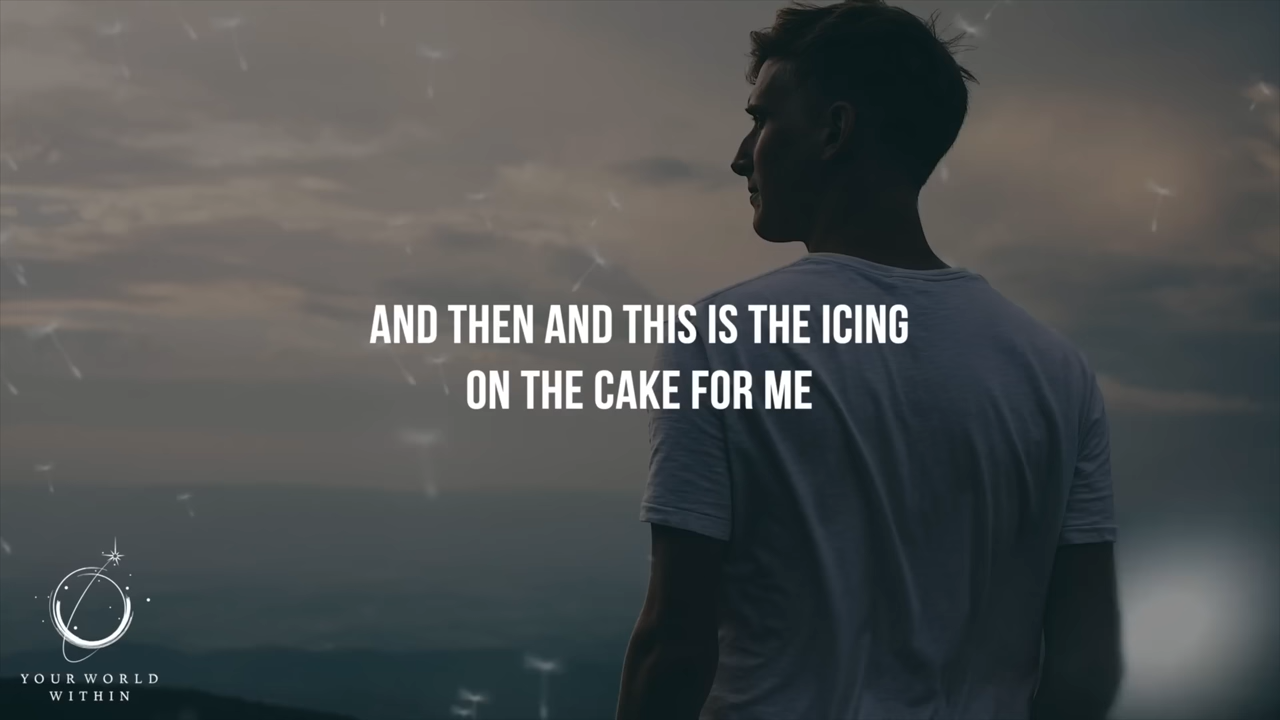 AND THEN AND THIS IS THE ICING
ON THE CAKE FOR ME
YOUR WORLD
WITHIN